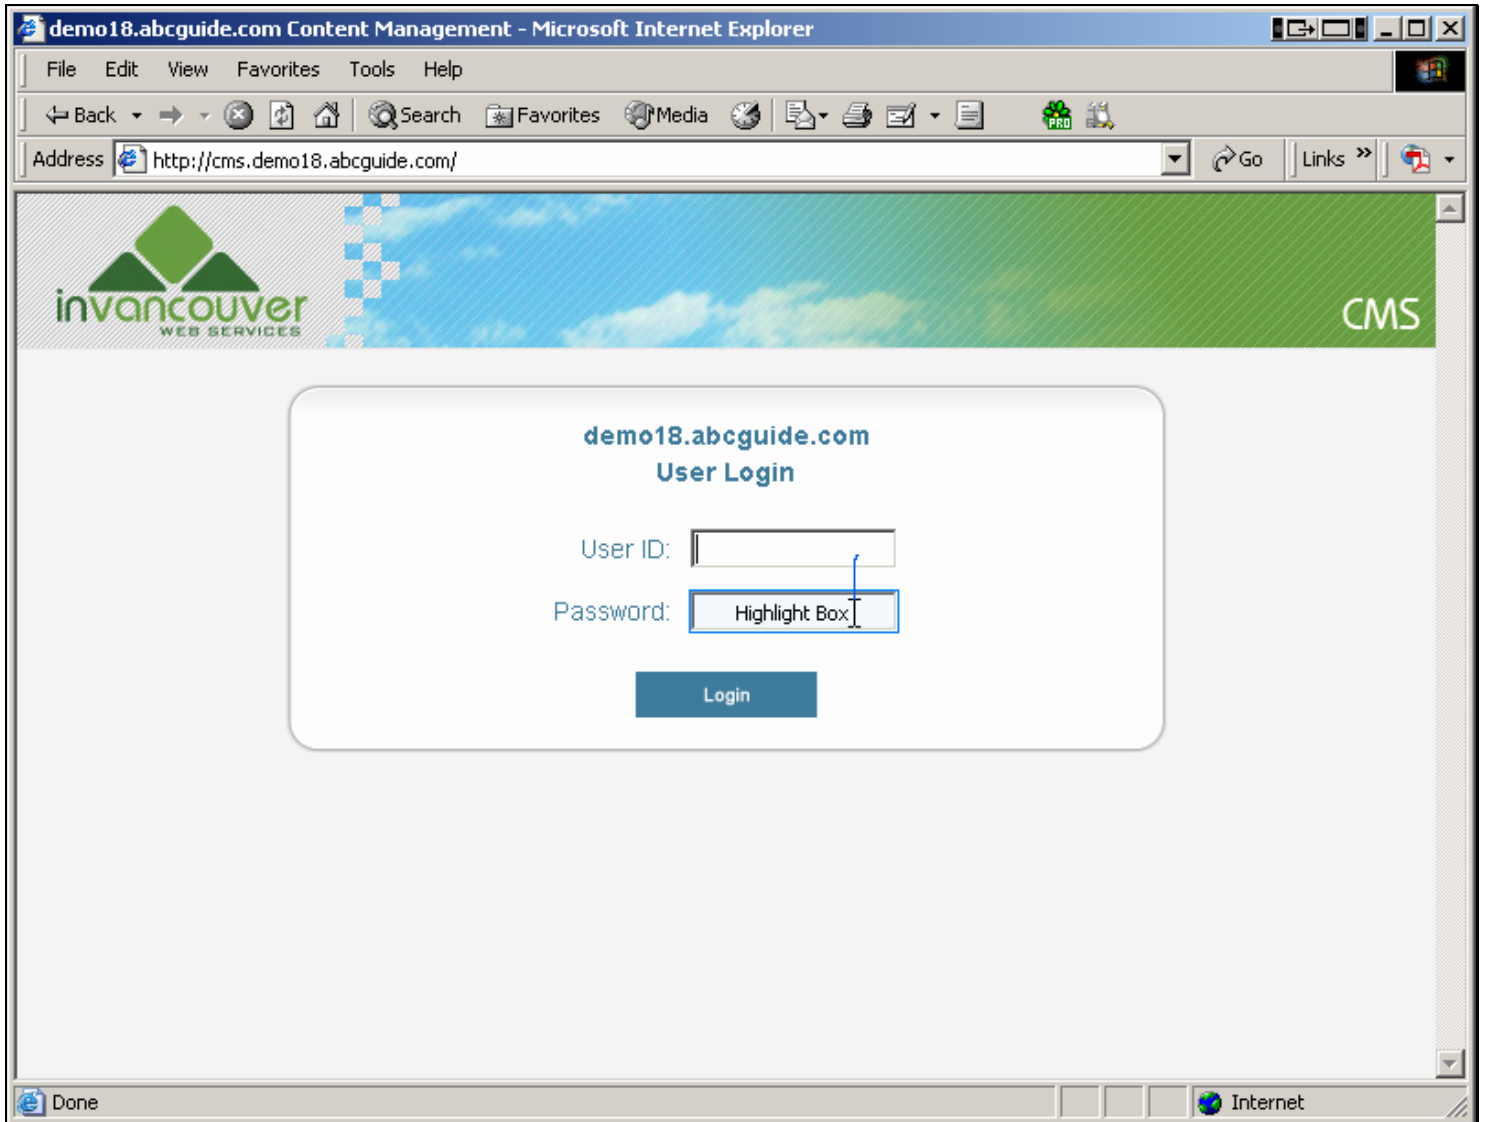 demo18.abcguide.com Content Management - Microsoft Internet Explorer
File Edit View Favorites Tools Help
Back Search Favorites Media PRO
Address http://cms.demo18.abcguide.com/ Go Links »
invancouver
WEB SERVICES
CMS
demo18.abcguide.com
User Login
User ID:
Password: Highlight Box
Login
Done Internet